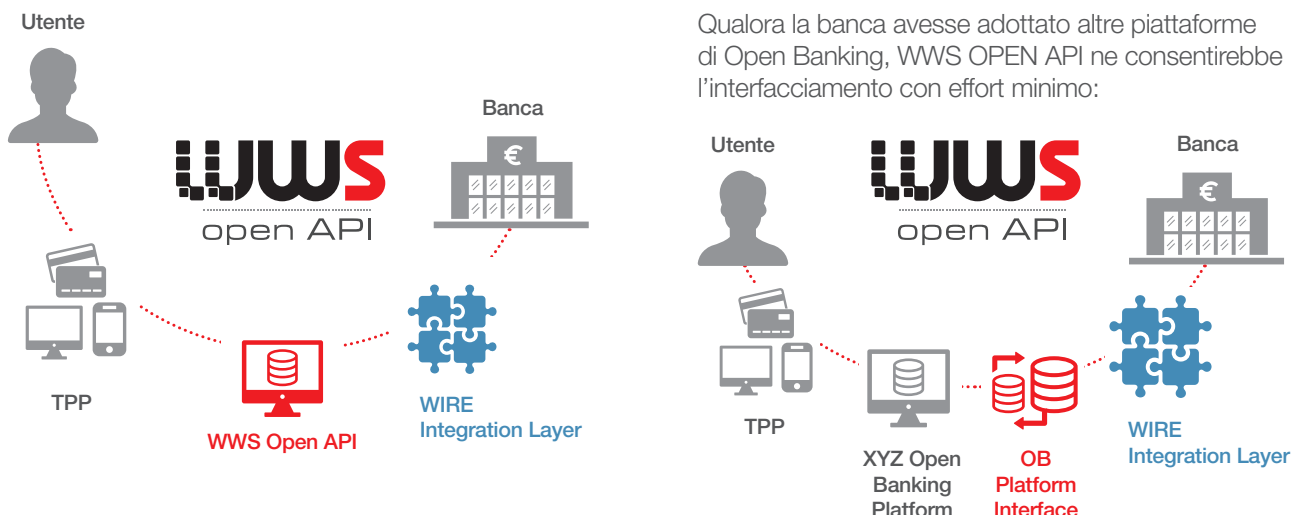 Utente
Banca
WWS
open API
TPP
WWS Open API
WIRE
Integration Layer
Qualora la banca avesse adottato altre piattaforme
di Open Banking, WWS OPEN API ne consentirebbe
l'interfacciamento con effort minimo:
Utente
Banca
WWS
open API
TPP
XYZ Open
Banking
Platform
OB
Platform
Interface
WIRE
Integration Layer
€
€